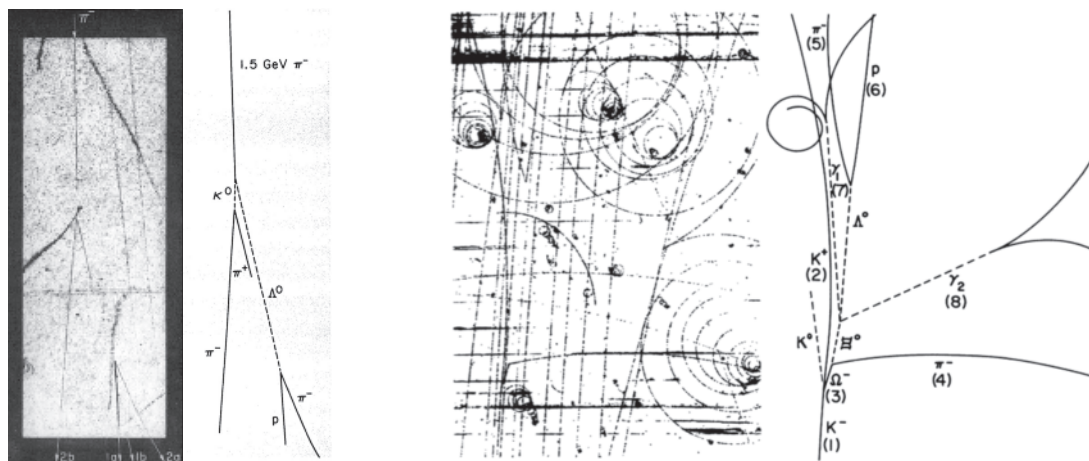 π⁻
2b
1a
1b
2a
1.5 GeV π⁻
K⁰
π⁺
Λ⁰
π⁻
p
π⁻
π⁻
(5)
p
(6)
γ₁
(7)
Λ⁰
K⁺
(2)
γ₂
(8)
K⁰
Ξ⁰
Ω⁻
(3)
π⁻
(4)
K⁻
(1)